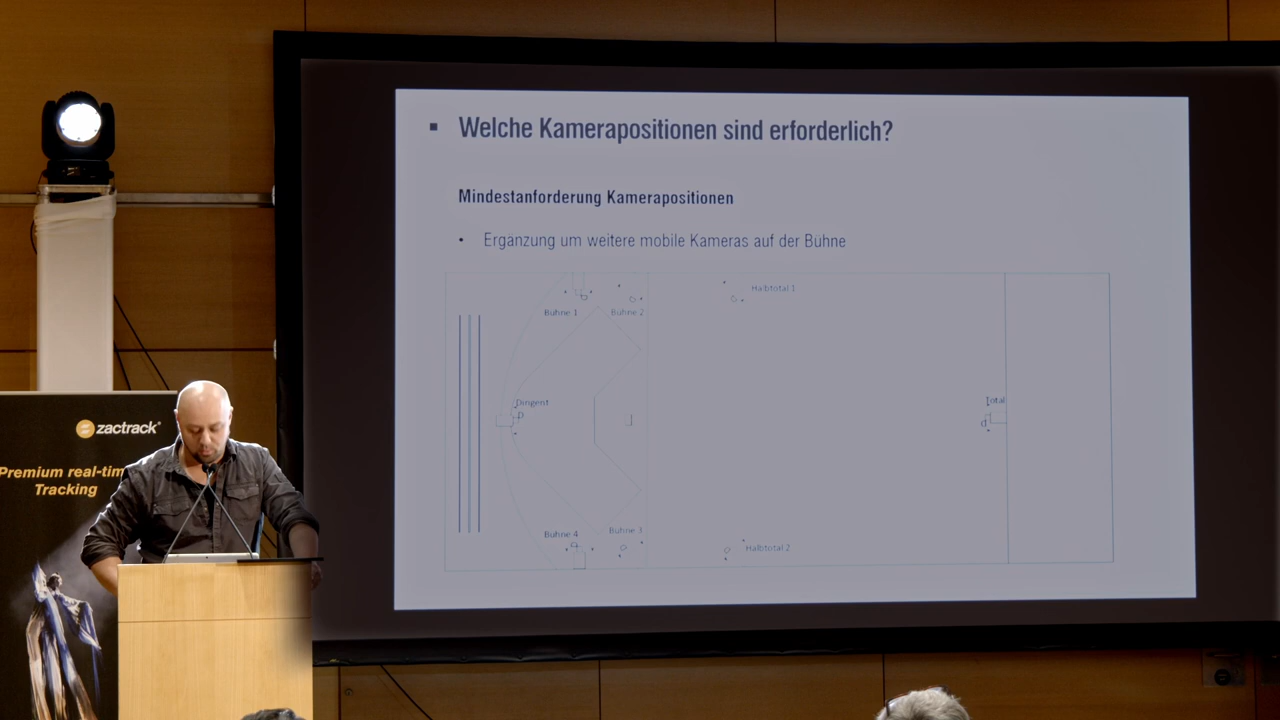 Welche Kamerapositionen sind erforderlich?
Mindestanforderung Kamerapositionen
Ergänzung um weitere mobile Kameras auf der Bühne
Halbtotal 1
Bühne 1
Bühne 2
Dirigent
Total
Bühne 4
Bühne 3
Halbtotal 2
zactrack
Premium real-tim
Tracking